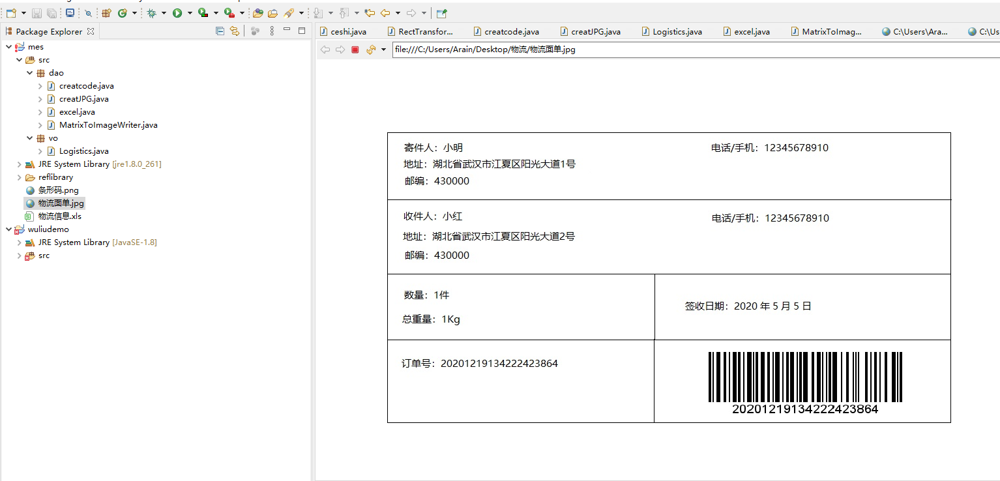 Package Explorer
ceshi.java
RectTransfor...
creatcode.java
creatJPG.java
Logistics.java
excel.java
MatrixToImag...
C:\Users\Ara...
C:\Us
file:///C:/Users/Arain/Desktop/物流/物流面单.jpg
mes
src
dao
creatcode.java
creatJPG.java
excel.java
MatrixToImageWriter.java
vo
Logistics.java
JRE System Library [jre1.8.0_261]
reflibrary
条形码.png
物流面单.jpg
物流信息.xls
wuliudemo
JRE System Library [JavaSE-1.8]
src
寄件人：小明
电话/手机：12345678910
地址：湖北省武汉市江夏区阳光大道1号
邮编：430000
收件人：小红
电话/手机：12345678910
地址：湖北省武汉市江夏区阳光大道2号
邮编：430000
数量：1件
总重量：1Kg
签收日期：2020 年 5 月 5 日
订单号：20201219134222423864
20201219134222423864